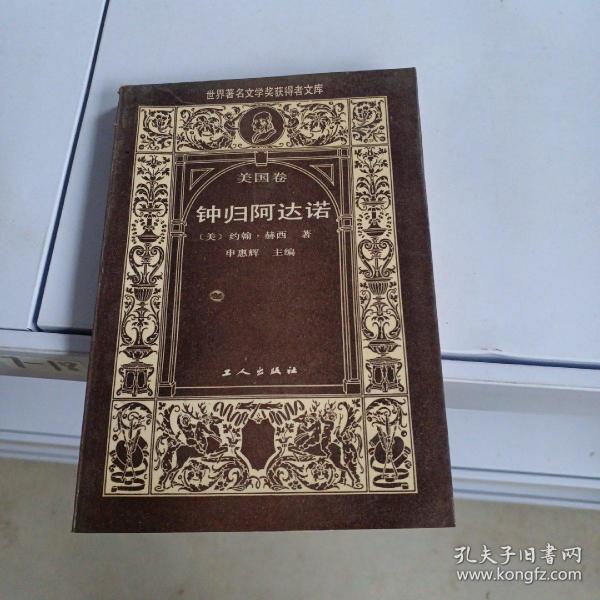 世界著名文学奖获得者文库
美国卷
钟归阿达诺
（美）约翰·赫西 著
申惠辉 主编
工人出版社
孔夫子旧书网
www.kongfz.com